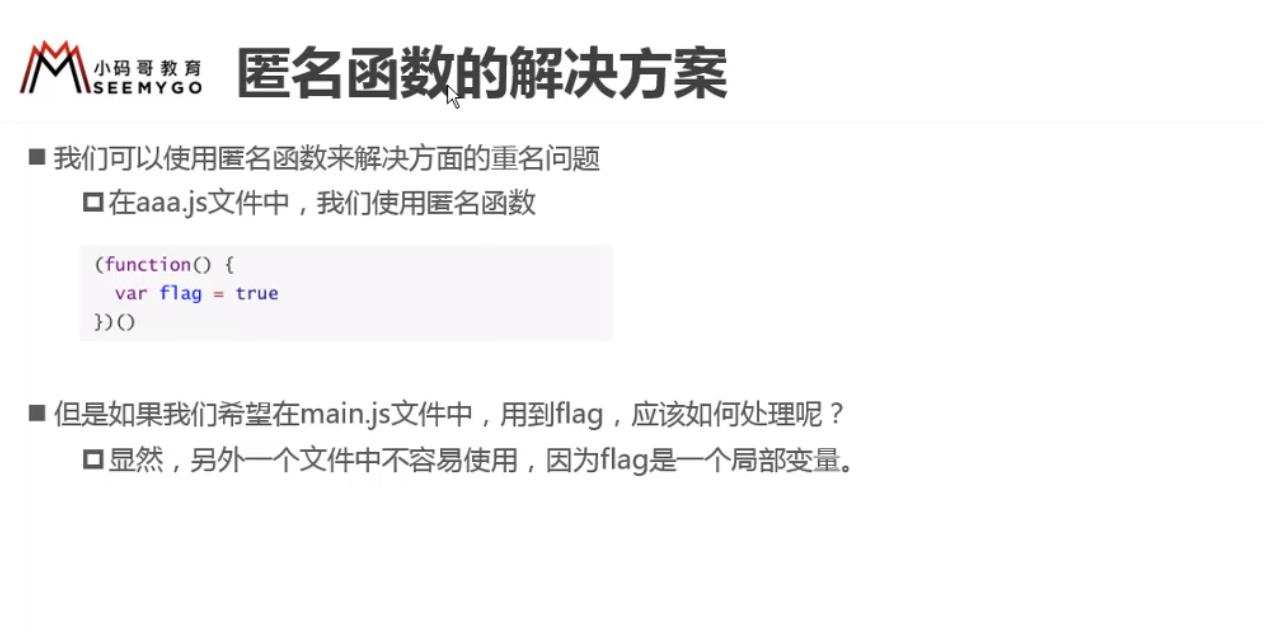 小码哥教育
SEEMYGO
匿名函数的解决方案
我们可以使用匿名函数来解决方面的重名问题
在aaa.js文件中，我们使用匿名函数
(function() {
  var flag = true
})()
但是如果我们希望在main.js文件中，用到flag，应该如何处理呢？
显然，另外一个文件中不容易使用，因为flag是一个局部变量。